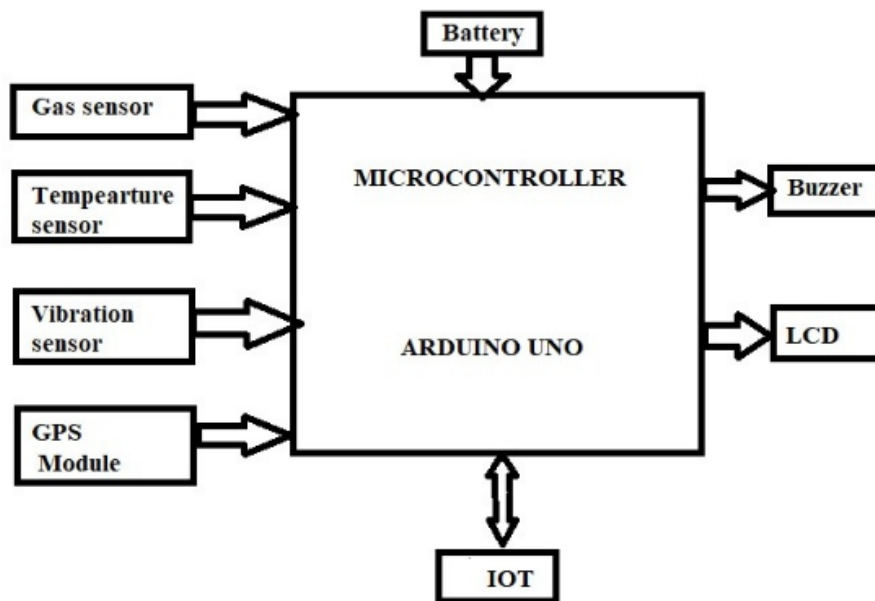 Battery
Gas sensor
MICROCONTROLLER
Buzzer
Tempearture
sensor
Vibration
sensor
ARDUINO UNO
LCD
GPS
Module
IOT